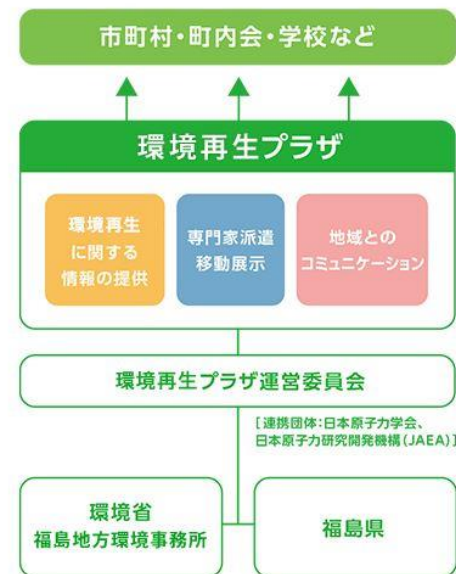 市町村・町内会・学校など
環境再生プラザ
環境再生
に関する
情報の提供
専門家派遣
移動展示
地域との
コミュニケーション
環境再生プラザ運営委員会
[連携団体:日本原子力学会、
日本原子力研究開発機構(JAEA)]
環境省
福島地方環境事務所
福島県